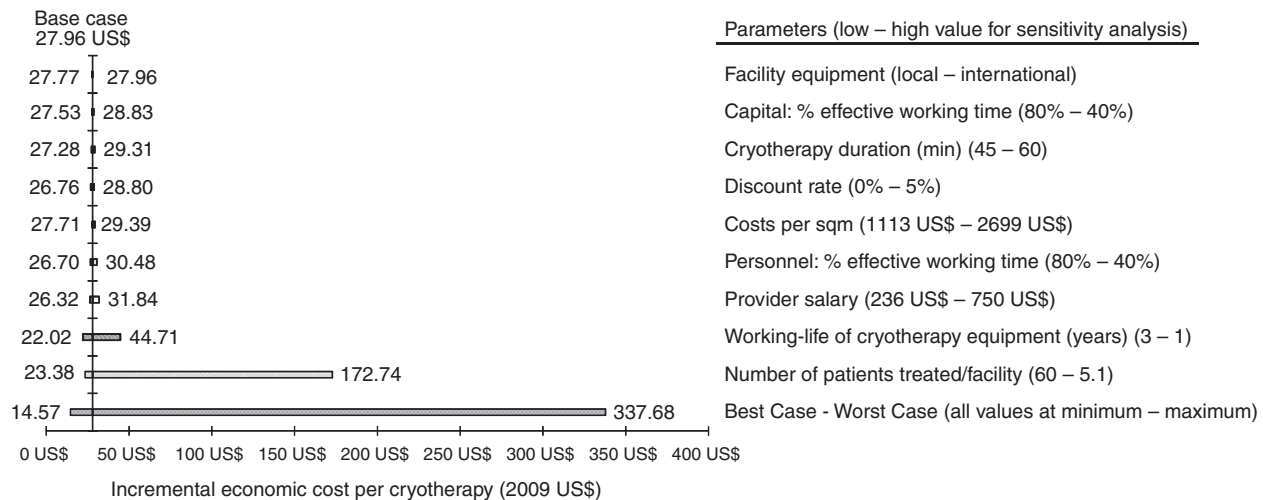 Base case
27.96 US$
Parameters (low – high value for sensitivity analysis)
27.77 27.96 Facility equipment (local – international)
27.53 28.83 Capital: % effective working time (80% – 40%)
27.28 29.31 Cryotherapy duration (min) (45 – 60)
26.76 28.80 Discount rate (0% – 5%)
27.71 29.39 Costs per sqm (1113 US$ – 2699 US$)
26.70 30.48 Personnel: % effective working time (80% – 40%)
26.32 31.84 Provider salary (236 US$ – 750 US$)
22.02 44.71 Working-life of cryotherapy equipment (years) (3 – 1)
23.38 172.74 Number of patients treated/facility (60 – 5.1)
14.57 337.68 Best Case - Worst Case (all values at minimum – maximum)
0 US$ 50 US$ 100 US$ 150 US$ 200 US$ 250 US$ 300 US$ 350 US$ 400 US$
Incremental economic cost per cryotherapy (2009 US$)